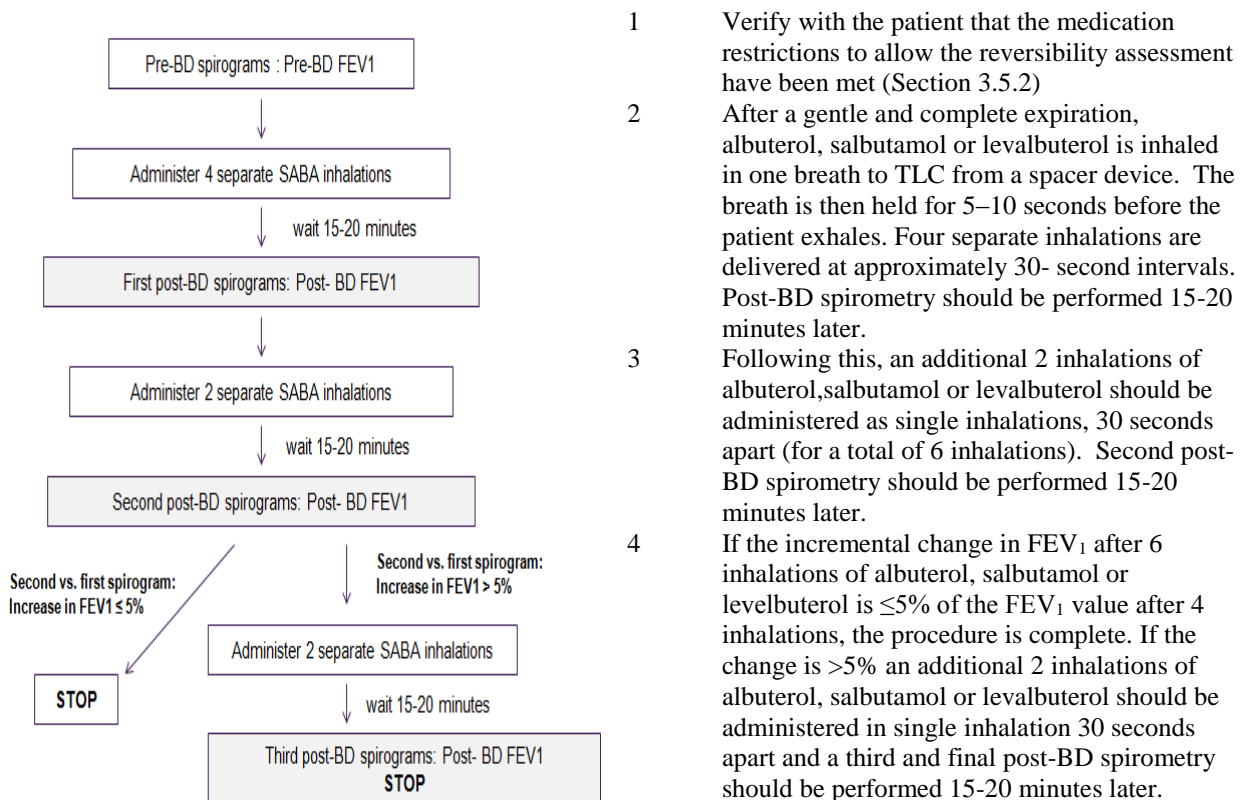 Pre-BD spirograms : Pre-BD FEV1
Administer 4 separate SABA inhalations
wait 15-20 minutes
First post-BD spirograms: Post- BD FEV1
Administer 2 separate SABA inhalations
wait 15-20 minutes
Second post-BD spirograms: Post- BD FEV1
Second vs. first spirogram:
Increase in FEV1 ≤ 5%
Second vs. first spirogram:
Increase in FEV1 > 5%
Administer 2 separate SABA inhalations
STOP
wait 15-20 minutes
Third post-BD spirograms: Post- BD FEV1
STOP
1 Verify with the patient that the medication
restrictions to allow the reversibility assessment
have been met (Section 3.5.2)
2 After a gentle and complete expiration,
albuterol, salbutamol or levalbuterol is inhaled
in one breath to TLC from a spacer device. The
breath is then held for 5–10 seconds before the
patient exhales. Four separate inhalations are
delivered at approximately 30- second intervals.
Post-BD spirometry should be performed 15-20
minutes later.
3 Following this, an additional 2 inhalations of
albuterol,salbutamol or levalbuterol should be
administered as single inhalations, 30 seconds
apart (for a total of 6 inhalations). Second post-
BD spirometry should be performed 15-20
minutes later.
4 If the incremental change in FEV₁ after 6
inhalations of albuterol, salbutamol or
levelbuterol is ≤5% of the FEV₁ value after 4
inhalations, the procedure is complete. If the
change is >5% an additional 2 inhalations of
albuterol, salbutamol or levalbuterol should be
administered in single inhalation 30 seconds
apart and a third and final post-BD spirometry
should be performed 15-20 minutes later.